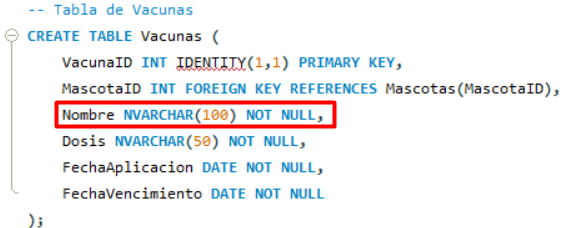 -- Tabla de Vacunas
CREATE TABLE Vacunas (
VacunaID INT IDENTITY(1,1) PRIMARY KEY,
MascotaID INT FOREIGN KEY REFERENCES Mascotas(MascotaID),
Nombre NVARCHAR(100) NOT NULL,
Dosis NVARCHAR(50) NOT NULL,
FechaAplicacion DATE NOT NULL,
FechaVencimiento DATE NOT NULL
);